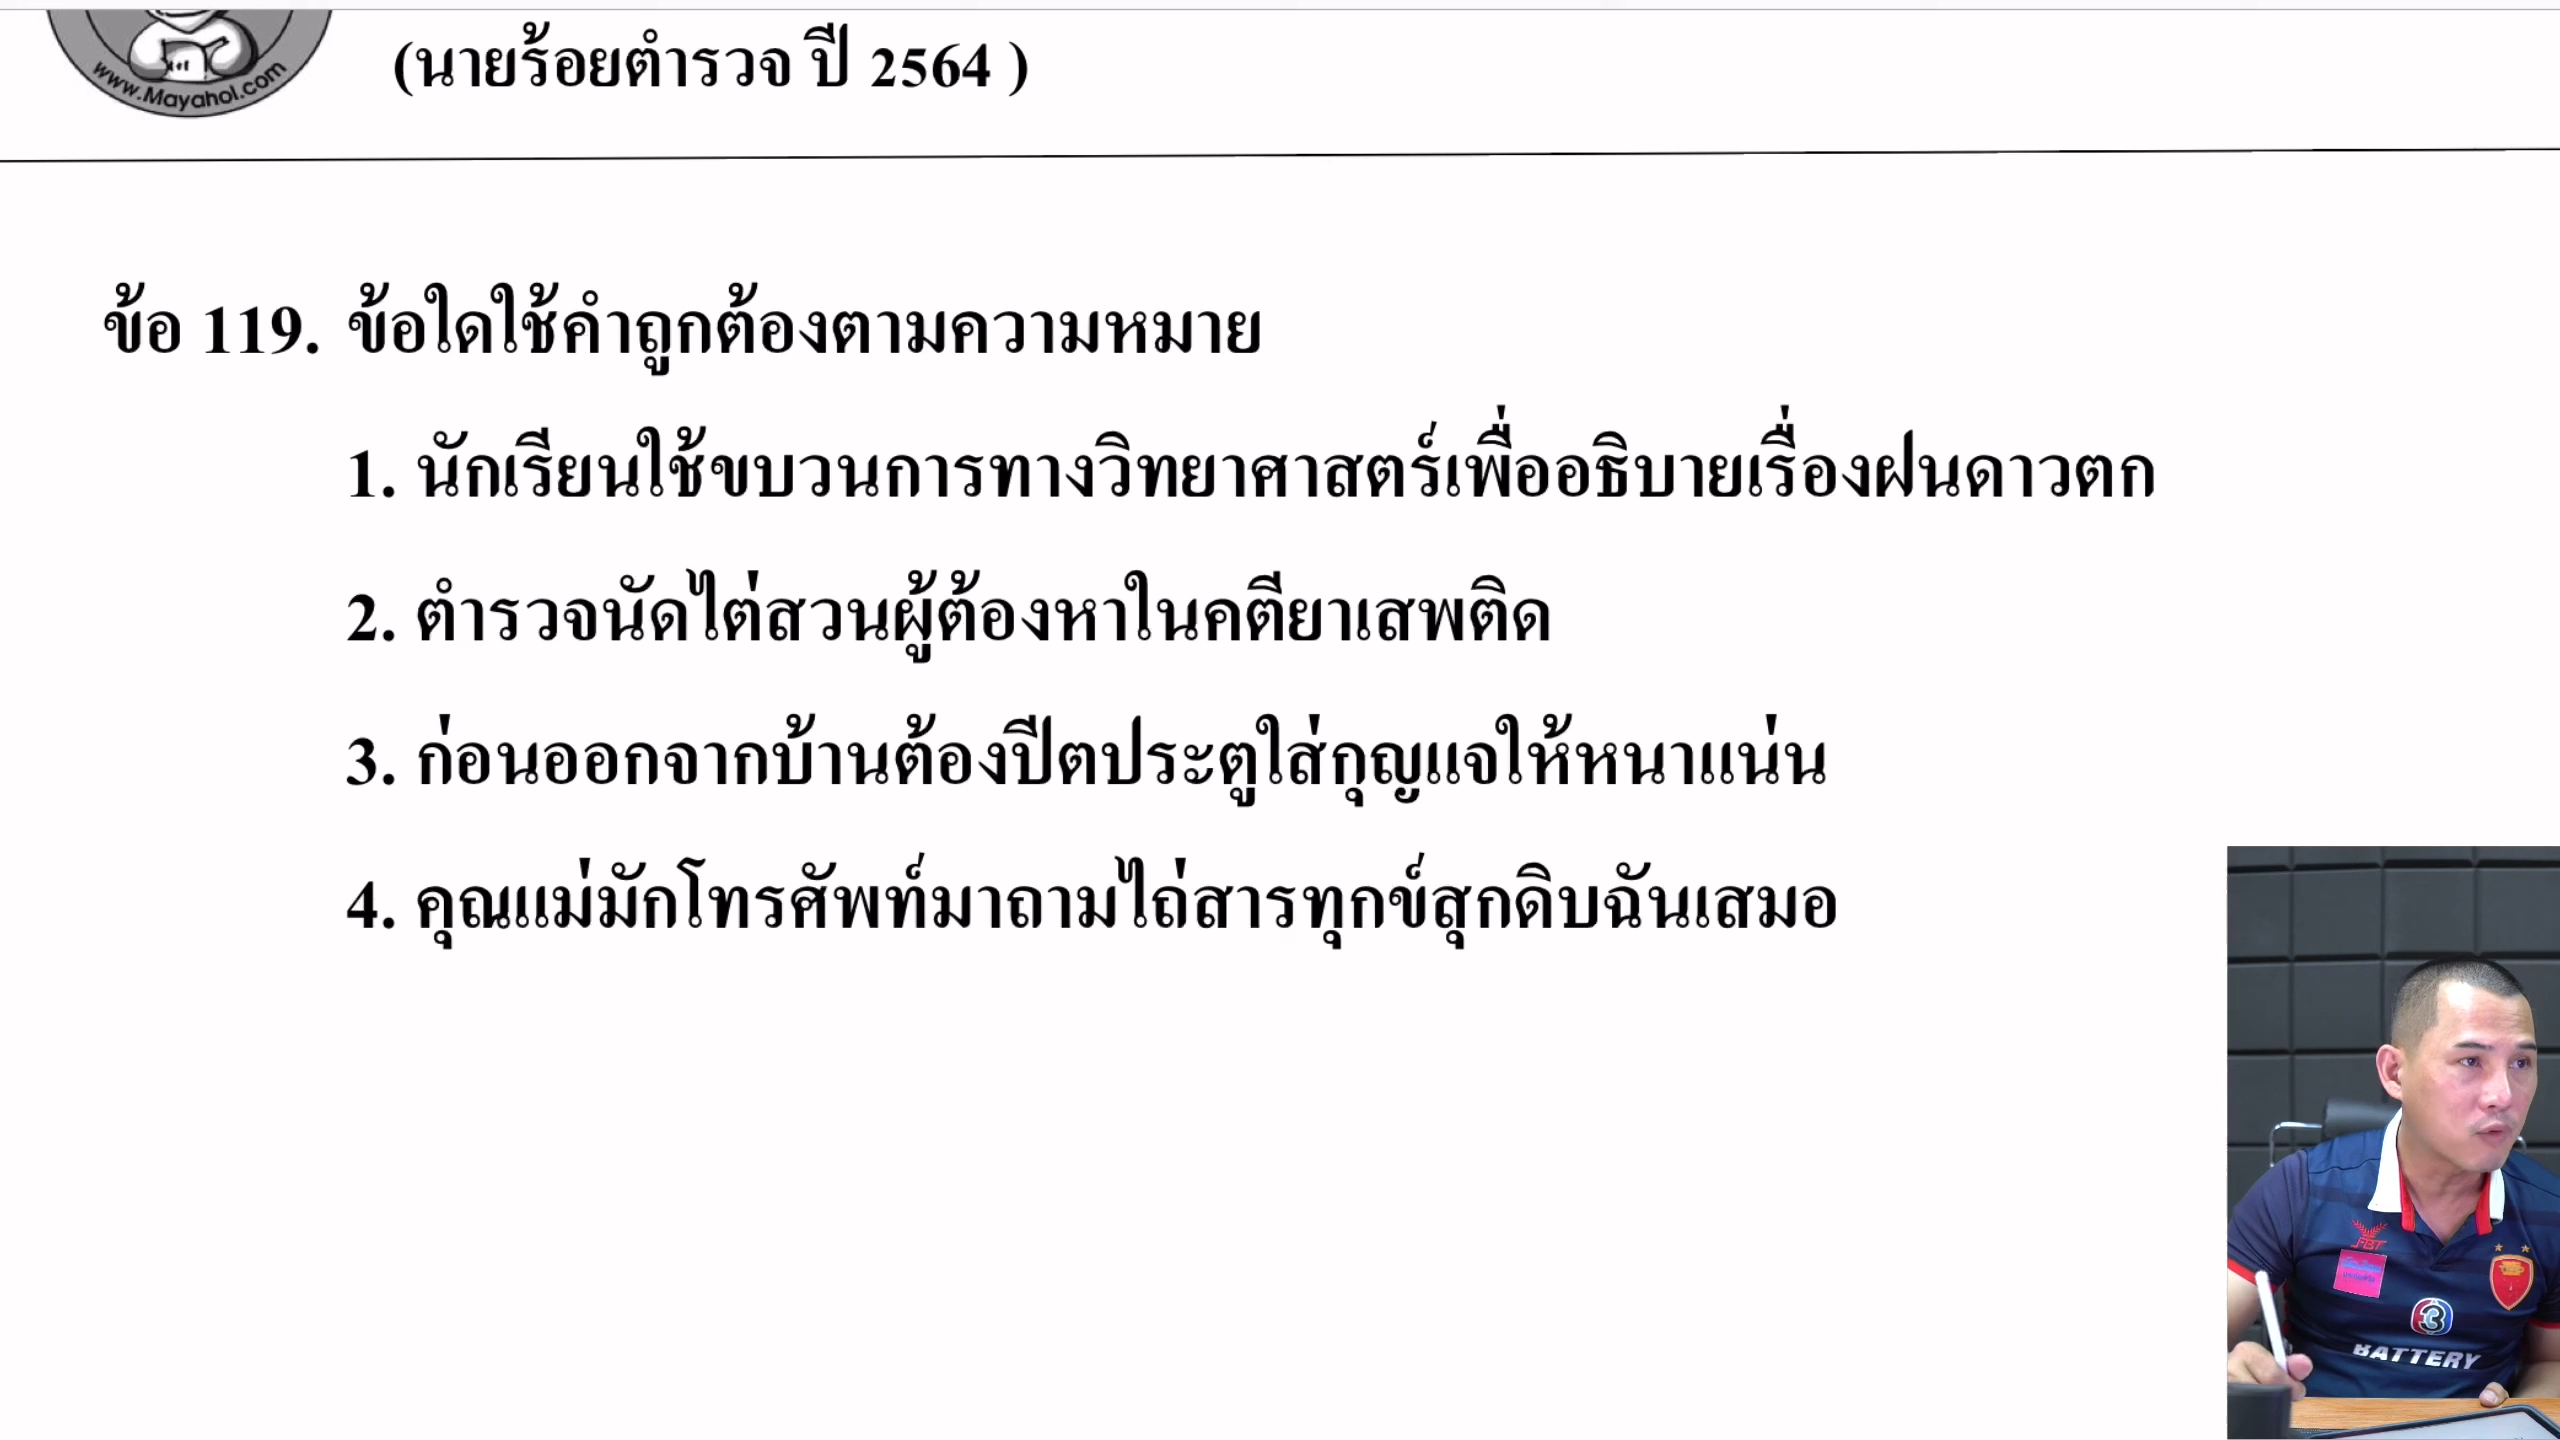 www.Mayahol.com
(นายร้อยตำรวจ ปี 2564 )
ข้อ 119. ข้อใดใช้คำถูกต้องตามความหมาย
1. นักเรียนใช้ขบวนการทางวิทยาศาสตร์เพื่ออธิบายเรื่องฝนดาวตก
2. ตำรวจนัดไต่สวนผู้ต้องหาในคตียาเสพติด
3. ก่อนออกจากบ้านต้องปีตประตูใส่กุญแจให้หนาแน่น
4. คุณแม่มักโทรศัพท์มาถามไถ่สารทุกข์สุกดิบฉันเสมอ
FBT
3
BATTERY